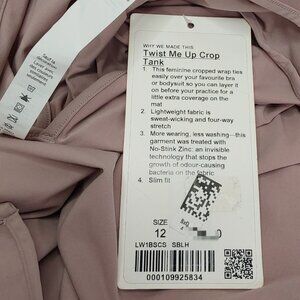 WHY WE MADE THIS
Twist Me Up Crop
Tank
1. This feminine cropped wrap ties
easily over your favourite bra
or bodysuit so you can layer it
on before your practice for a
little extra coverage on the
mat
2. Lightweight fabric is
sweat-wicking and four-way
stretch
3. More wearing, less washing—this
garment was treated with
No-Stink Zinc: an invisible
technology that stops the
growth of odour-causing
bacteria on the fabric
4. Slim fit
SIZE
12
LW1BSCS SBLH
000109925834